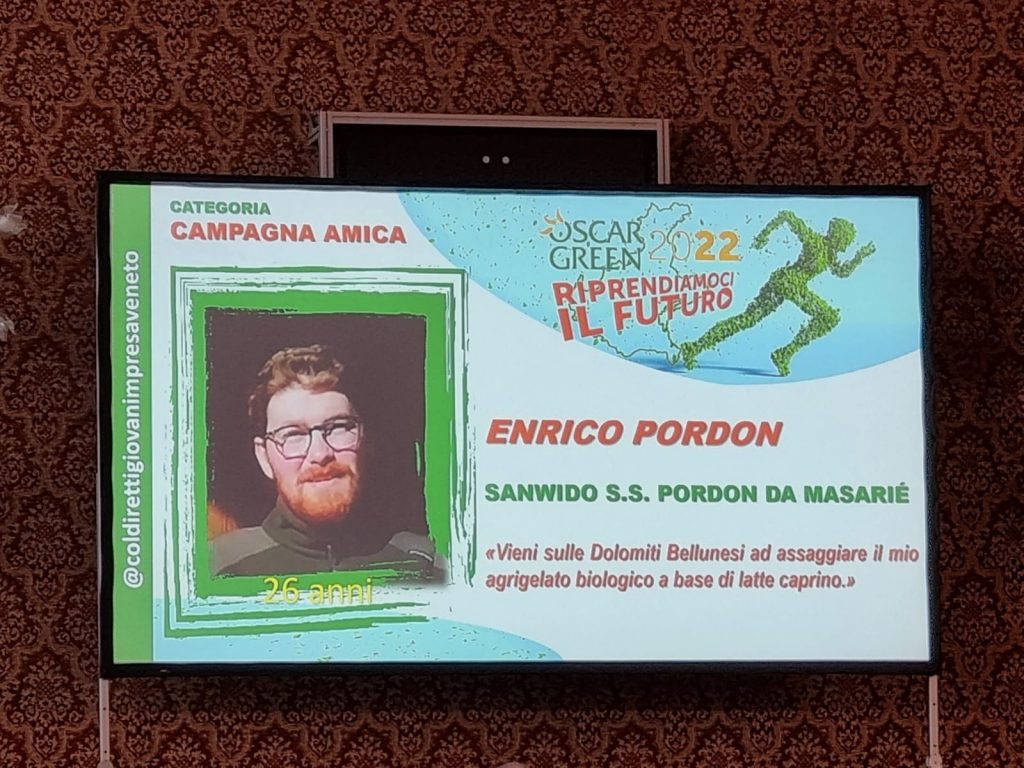 @coldirettigiovanimpresaveneto
CATEGORIA
CAMPAGNA AMICA
OSCAR
GREEN 2022
RIPRENDIAMOCI
IL FUTURO
26 anni
ENRICO PORDON
SANWIDO S.S. PORDON DA MASARIÉ
«Vieni sulle Dolomiti Bellunesi ad assaggiare il mio
agrigelato biologico a base di latte caprino.»